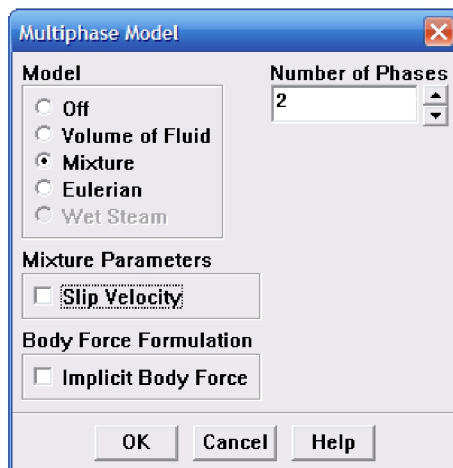 Multiphase Model
Model
Number of Phases
Off
2
Volume of Fluid
Mixture
Eulerian
Wet Steam
Mixture Parameters
Slip Velocity
Body Force Formulation
Implicit Body Force
OK Cancel Help